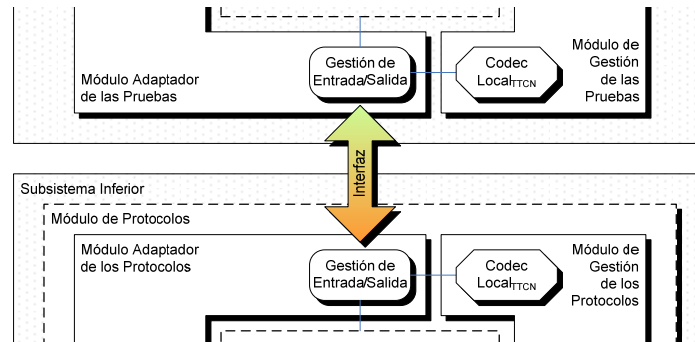 Módulo Adaptador
de las Pruebas
Gestión de
Entrada/Salida
Codec
LocalTTCN
Módulo de
Gestión
de las
Pruebas
Interfaz
Subsistema Inferior
Módulo de Protocolos
Módulo Adaptador
de los Protocolos
Gestión de
Entrada/Salida
Codec
LocalTTCN
Módulo de
Gestión
de los
Protocolos